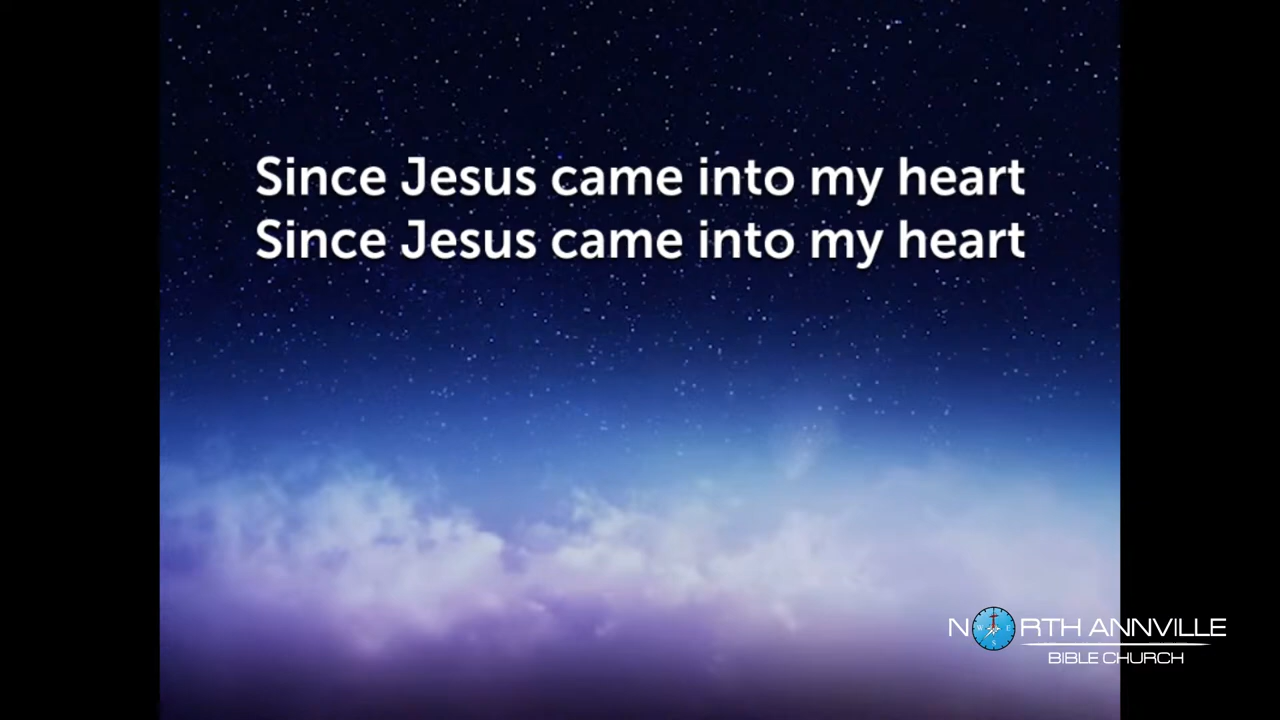 Since Jesus came into my heart
Since Jesus came into my heart
NORTH ANNVILLE
BIBLE CHURCH